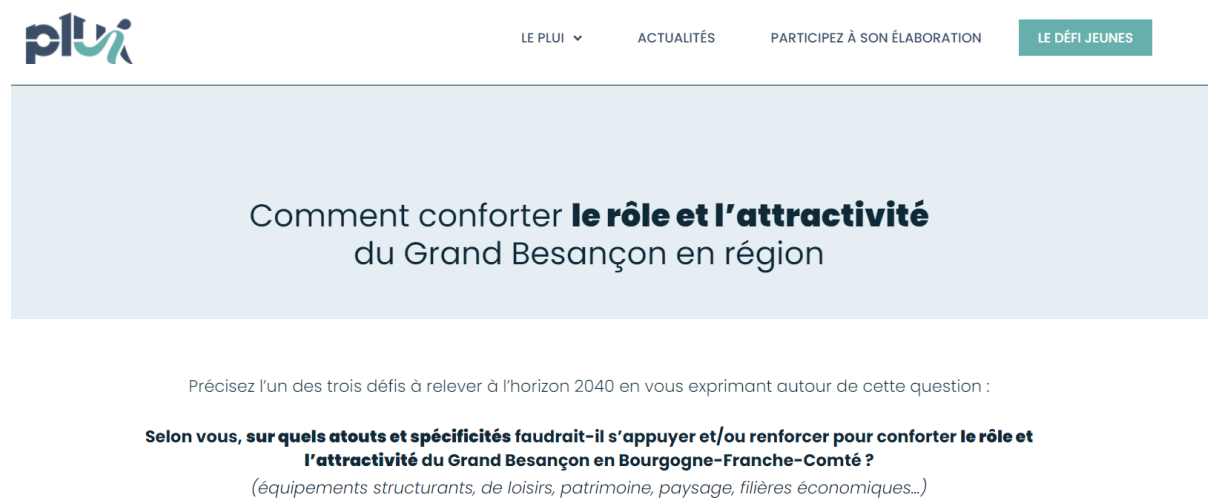 plui
LE PLUI
ACTUALITÉS
PARTICIPEZ À SON ÉLABORATION
LE DÉFI JEUNES
Comment conforter le rôle et l'attractivité
du Grand Besançon en région
Précisez l'un des trois défis à relever à l'horizon 2040 en vous exprimant autour de cette question :
Selon vous, sur quels atouts et spécificités faudrait-il s'appuyer et/ou renforcer pour conforter le rôle et
l'attractivité du Grand Besançon en Bourgogne-Franche-Comté ?
(équipements structurants, de loisirs, patrimoine, paysage, filières économiques...)